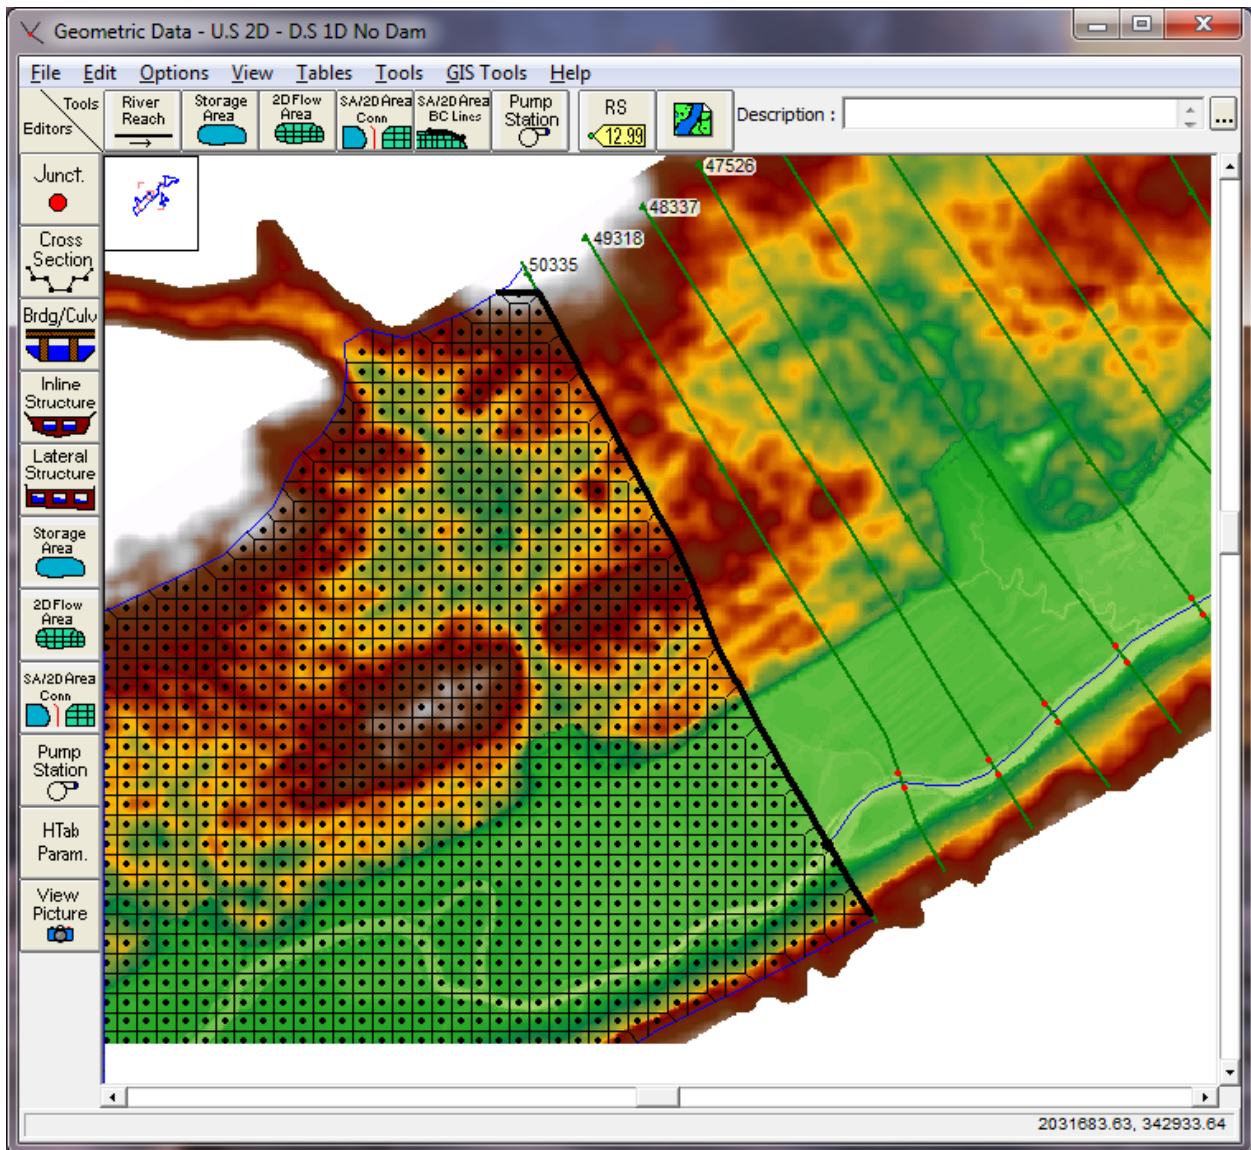 Geometric Data - U.S 2D - D.S 1D No Dam
File Edit Options View Tables Tools GIS Tools Help
Tools
Editors
River
Reach
Storage
Area
2D Flow
Area
SA/2D Area
Conn
SA/2D Area
BC Lines
Pump
Station
RS
12.99
Description :
...
Junct.
Cross
Section
Brdg/Culv
Inline
Structure
Lateral
Structure
Storage
Area
2D Flow
Area
SA/2D Area
Conn
Pump
Station
HTab
Param.
View
Picture
47526
48337
49318
50335
2031683.63, 342933.64